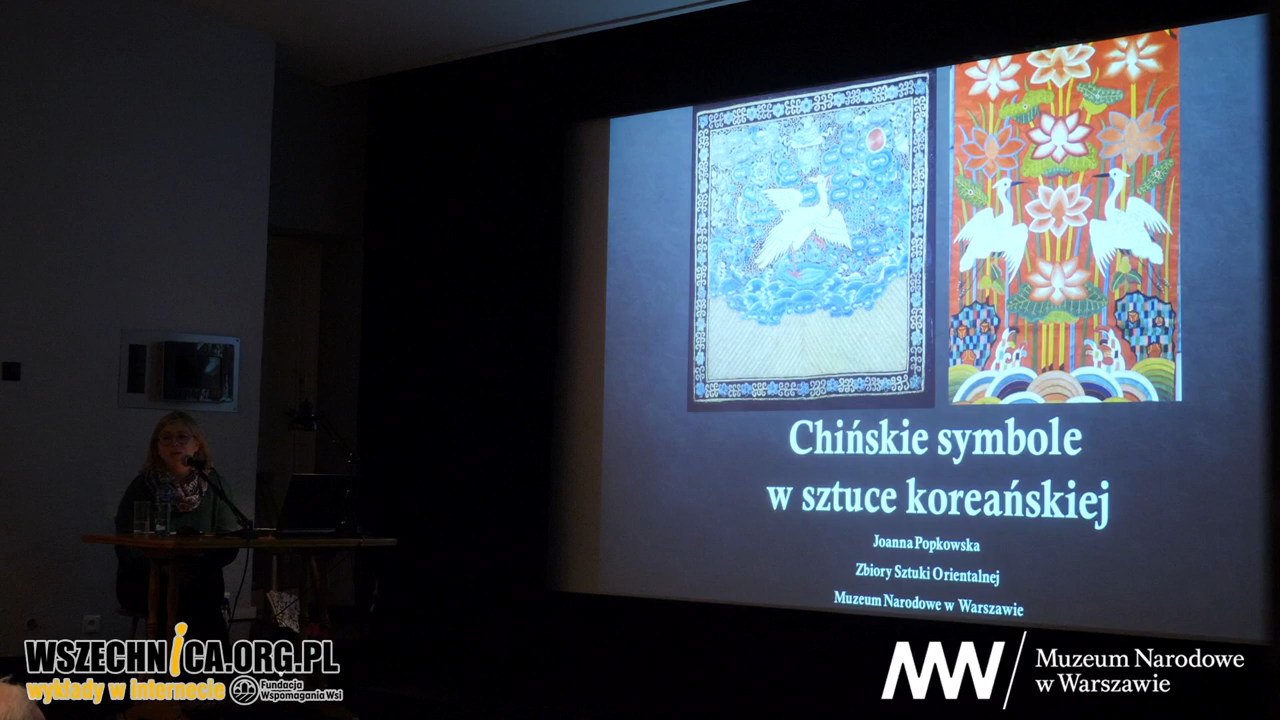 Chińskie symbole
w sztuce koreańskiej
Joanna Popkowska
Zbiory Sztuki Orientalnej
Muzeum Narodowe w Warszawie
WSZECHNICA.ORG.PL
wykłady w internecie
Fundacja
Wspomagania Wsi
Muzeum Narodowe
w Warszawie